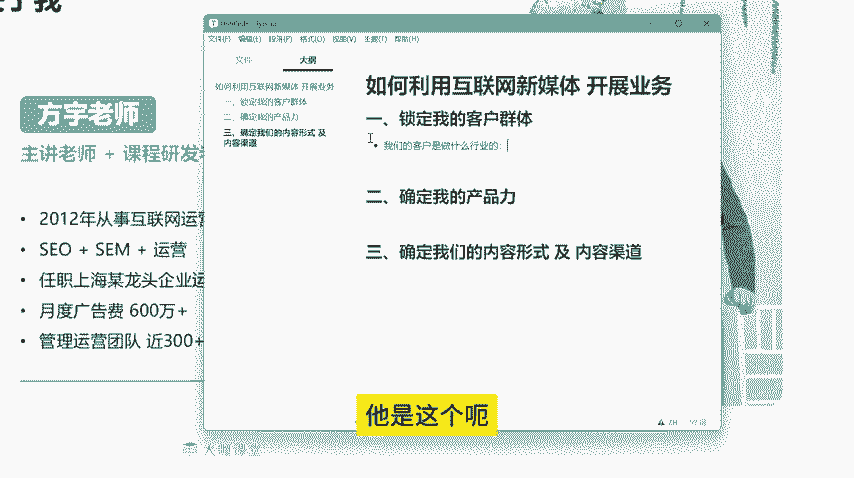 于我
方宇老师
主讲老师 + 课程研发
• 2012年从事互联网运营
• SEO + SEM + 运营
• 任职上海某龙头企业运
• 月度广告费 600万+
• 管理运营团队 近300+
文件(F) 编辑(E) 段落(P) 格式(O) 视图(V) 主题(T) 帮助(H)
文件 大纲
如何利用互联网新媒体 开展业务
一、锁定我的客户群体
二、确定我的产品力
三、确定我们的内容形式 及
内容渠道
如何利用互联网新媒体 开展业务
一、锁定我的客户群体
• 我们的客户是做什么行业的：
二、确定我的产品力
三、确定我们的内容形式 及 内容渠道
他是这个呃